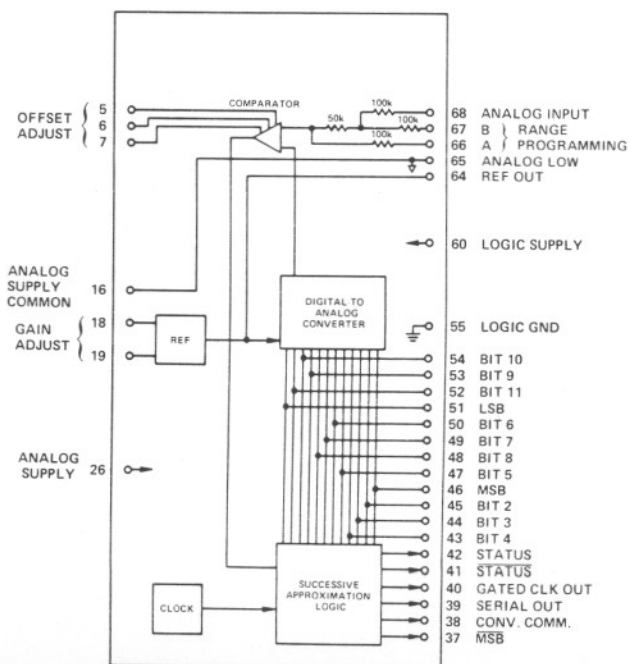 COMPARATOR
OFFSET ADJUST { 5
6
7
100k
50k
100k
100k
68 ANALOG INPUT
67 B } RANGE
66 A } PROGRAMMING
65 ANALOG LOW
64 REF OUT
60 LOGIC SUPPLY
ANALOG
SUPPLY 16
COMMON
GAIN ADJUST { 18
19
REF
DIGITAL TO
ANALOG
CONVERTER
55 LOGIC GND
54 BIT 10
53 BIT 9
52 BIT 11
51 LSB
50 BIT 6
49 BIT 7
48 BIT 8
47 BIT 5
46 MSB
45 BIT 2
44 BIT 3
43 BIT 4
ANALOG
SUPPLY 26
42 STATUS
41 S̅T̅A̅T̅U̅S̅
40 GATED CLK OUT
39 SERIAL OUT
38 CONV. COMM.
37 M̅S̅B̅
CLOCK
SUCCESSIVE
APPROXIMATION
LOGIC